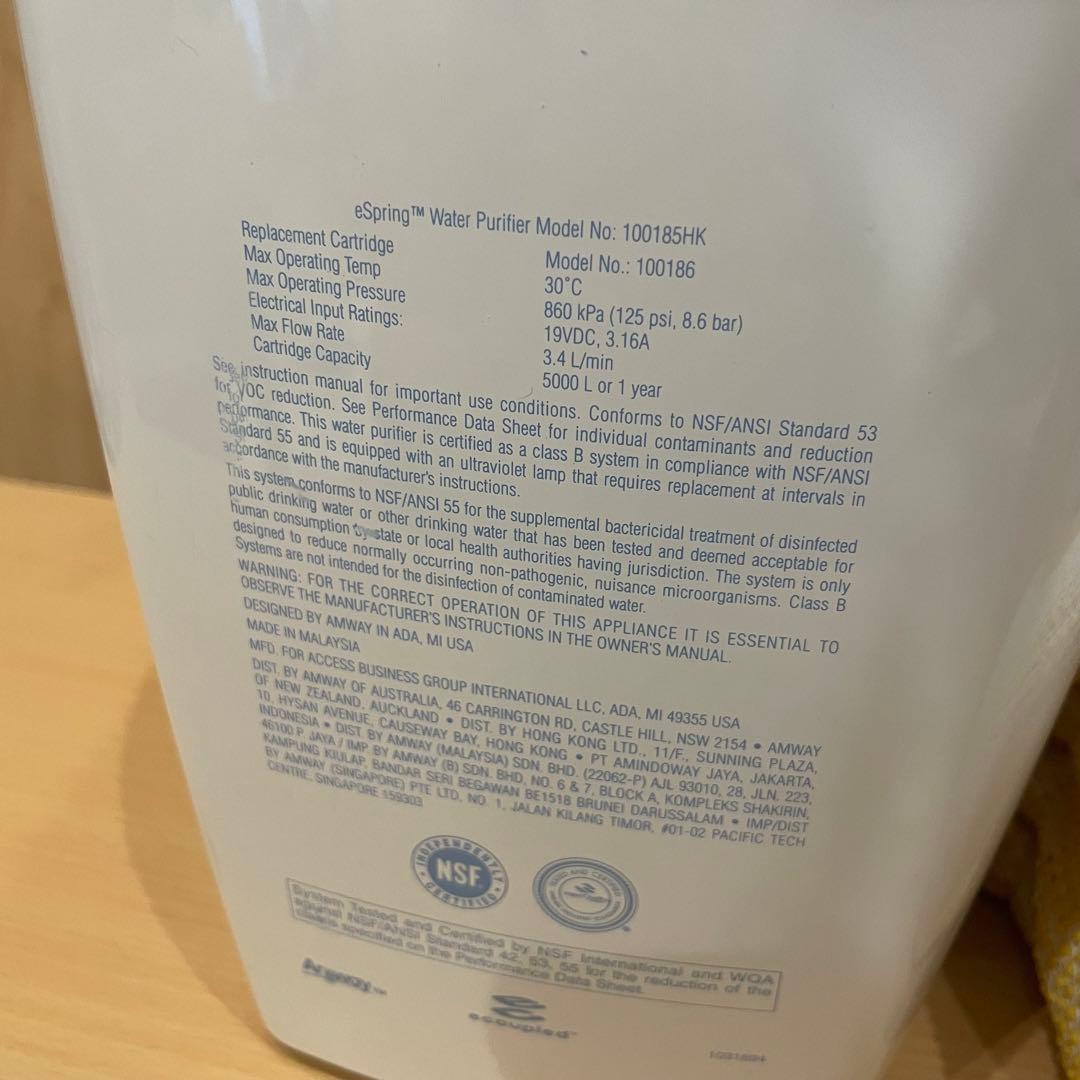 eSpring™ Water Purifier Model No: 100185HK
Replacement Cartridge Model No.: 100186
Max Operating Temp 30°C
Max Operating Pressure 860 kPa (125 psi, 8.6 bar)
Electrical Input Ratings: 19VDC, 3.16A
Max Flow Rate 3.4 L/min
Cartridge Capacity 5000 L or 1 year
See instruction manual for important use conditions. Conforms to NSF/ANSI Standard 53
for VOC reduction. See Performance Data Sheet for individual contaminants and reduction
performance. This water purifier is certified as a class B system in compliance with NSF/ANSI
Standard 55 and is equipped with an ultraviolet lamp that requires replacement at intervals in
accordance with the manufacturer's instructions.
This system conforms to NSF/ANSI 55 for the supplemental bactericidal treatment of disinfected
public drinking water or other drinking water that has been tested and deemed acceptable for
human consumption by state or local health authorities having jurisdiction. The system is only
designed to reduce normally occurring non-pathogenic, nuisance microorganisms. Class B
Systems are not intended for the disinfection of contaminated water.
WARNING: FOR THE CORRECT OPERATION OF THIS APPLIANCE IT IS ESSENTIAL TO
OBSERVE THE MANUFACTURER'S INSTRUCTIONS IN THE OWNER'S MANUAL.
DESIGNED BY AMWAY IN ADA, MI USA
MADE IN MALAYSIA
MFD. FOR ACCESS BUSINESS GROUP INTERNATIONAL LLC, ADA, MI 49355 USA
DIST. BY AMWAY OF AUSTRALIA, 46 CARRINGTON RD, CASTLE HILL, NSW 2154 • AMWAY
OF NEW ZEALAND, AUCKLAND • DIST. BY HONG KONG LTD., 11/F., SUNNING PLAZA,
10, HYSAN AVENUE, CAUSEWAY BAY, HONG KONG • PT AMINDOWAY JAYA, JAKARTA,
INDONESIA • DIST BY AMWAY (MALAYSIA) SDN. BHD. (22062-P) AJL 93010, 28, JLN. 223,
46100 P. JAYA / IMP. BY AMWAY (B) SDN. BHD, NO. 6 & 7, BLOCK A, KOMPLEKS SHAKIRIN,
KAMPUNG KIULAP, BANDAR SERI BEGAWAN BE1518 BRUNEI DARUSSALAM • IMP/DIST
BY AMWAY (SINGAPORE) PTE LTD, NO. 1, JALAN KILANG TIMOR, #01-02 PACIFIC TECH
CENTRE, SINGAPORE 159303
INDEPENDENTLY
NSF
CERTIFIED
TESTED AND CERTIFIED
System Tested and Certified by NSF International and WQA
against NSF/ANSI Standard 42, 53, 55 for the reduction of the
claims specified on the Performance Data Sheet.
Amway™
ecoupled™